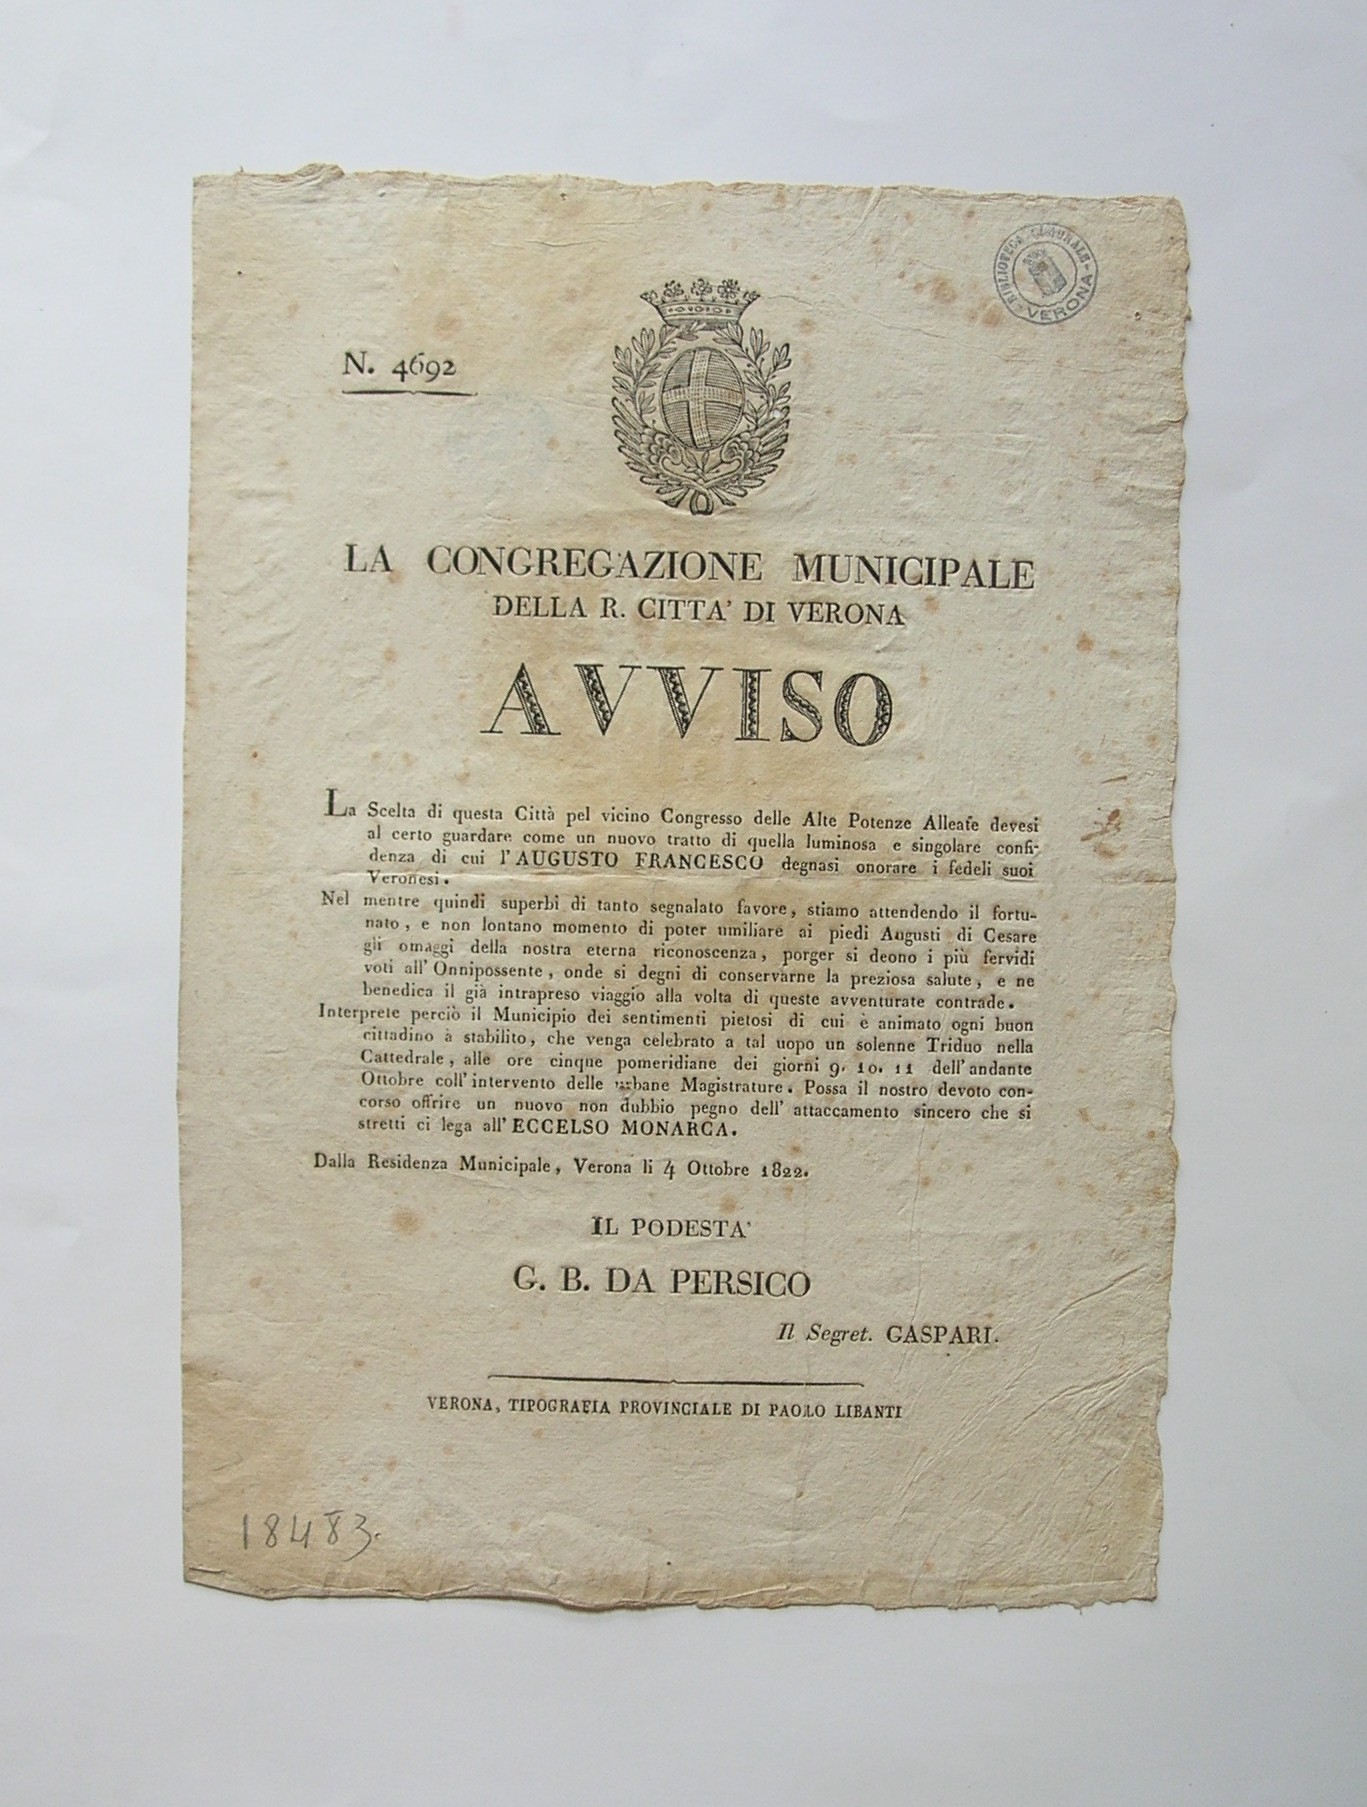 BIBLIOTECA COMUNALE - VERONA
N. 4692
LA CONGREGAZIONE MUNICIPALE
DELLA R. CITTA' DI VERONA
AVVISO
La Scelta di questa Città pel vicino Congresso delle Alte Potenze Alleate devesi
al certo guardare come un nuovo tratto di quella luminosa e singolare confi-
denza di cui l'AUGUSTO FRANCESCO degnasi onorare i fedeli suoi
Veronesi.
Nel mentre quindi superbi di tanto segnalato favore, stiamo attendendo il fortu-
nato, e non lontano momento di poter umiliare ai piedi Augusti di Cesare
gli omaggi della nostra eterna riconoscenza, porger si deono i più fervidi
voti all'Onnipossente, onde si degni di conservarne la preziosa salute, e ne
benedica il già intrapreso viaggio alla volta di queste avventurate contrade.
Interprete perciò il Municipio dei sentimenti pietosi di cui è animato ogni buon
cittadino à stabilito, che venga celebrato a tal uopo un solenne Triduo nella
Cattedrale, alle ore cinque pomeridiane dei giorni 9. 10. 11 dell'andante
Ottobre coll'intervento delle urbane Magistrature. Possa il nostro devoto con-
corso offrire un nuovo non dubbio pegno dell'attaccamento sincero che si
stretti ci lega all'ECCELSO MONARCA.
Dalla Residenza Municipale, Verona li 4 Ottobre 1822.
IL PODESTA'
G. B. DA PERSICO
Il Segret. GASPARI.
VERONA, TIPOGRAFIA PROVINCIALE DI PAOLO LIBANTI
18483.